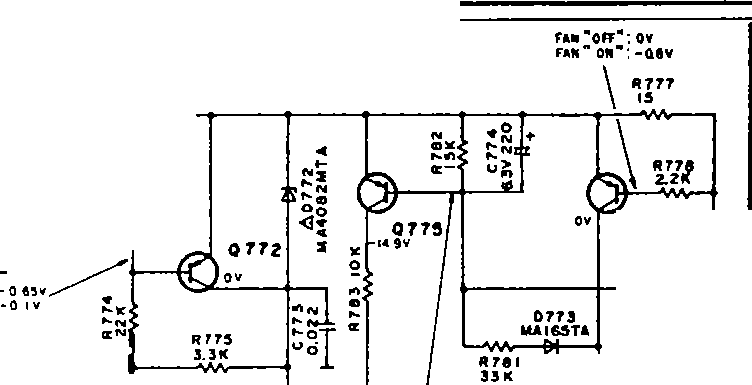 FAN "OFF" : 0V
FAN "ON" : -0.6V
R777
15
R782
15K
C774
6.3V 220
+
R778
2.2K
△D772
MA4082MTA
Q775
0V
-14.9V
Q772
0V
-0.65V
-0.1V
R774
22K
R775
3.3K
C773
0.022
R783 10K
D773
MA165TA
R781
33K